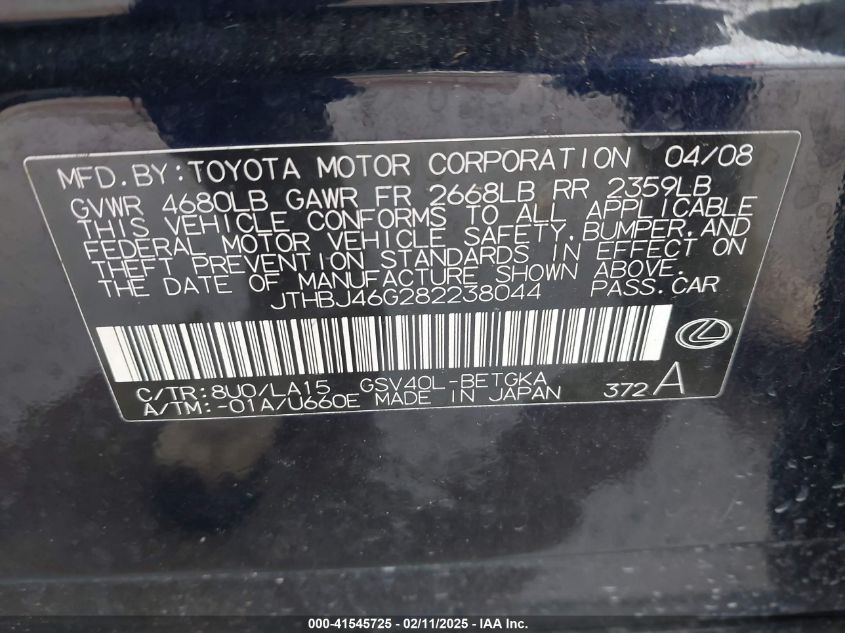 MFD.BY:TOYOTA MOTOR CORPORATION 04/08
GVWR 4680LB GAWR FR 2668LB RR 2359LB
THIS VEHICLE CONFORMS TO ALL APPLICABLE
FEDERAL MOTOR VEHICLE SAFETY,BUMPER,AND
THEFT PREVENTION STANDARDS IN EFFECT ON
THE DATE OF MANUFACTURE SHOWN ABOVE.
JTHBJ46G282238044 PASS.CAR
C/TR:8U0/LA15 GSV40L-BETGKA
A/TM:-01A/U660E MADE IN JAPAN 372A
000-41545725 - 02/11/2025 - IAA Inc.